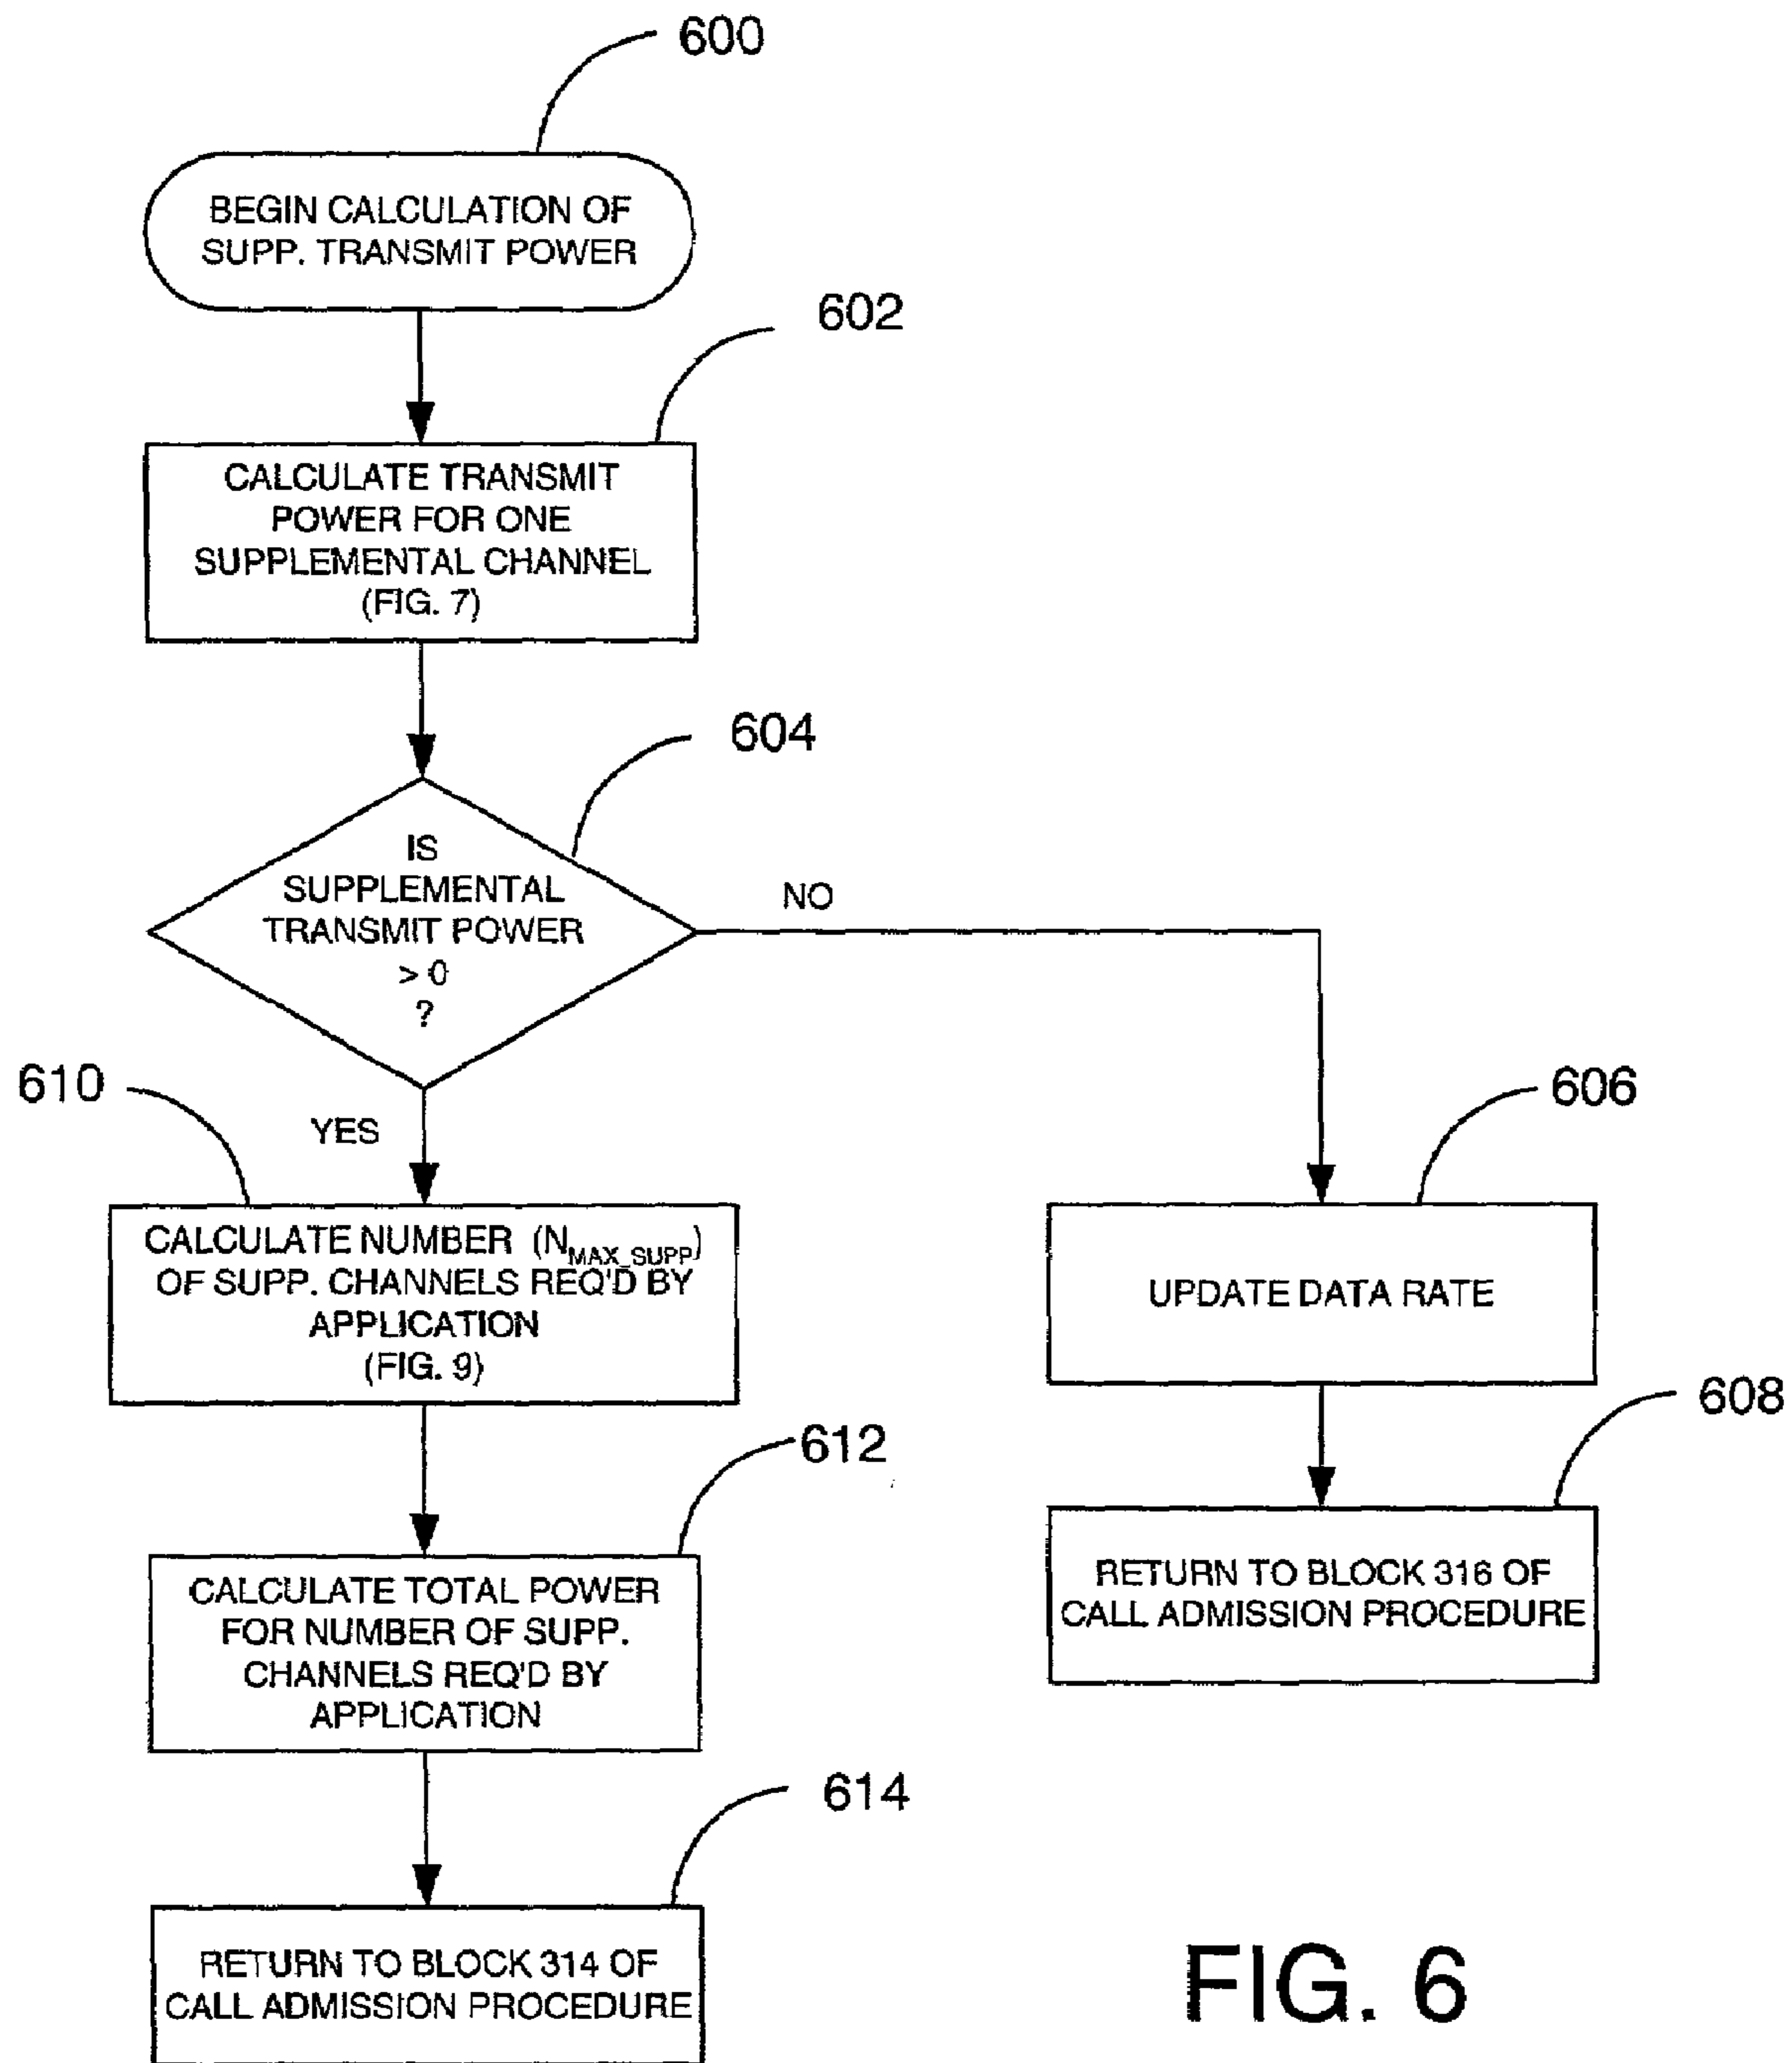 600
BEGIN CALCULATION OF
SUPP. TRANSMIT POWER
602
CALCULATE TRANSMIT
POWER FOR ONE
SUPPLEMENTAL CHANNEL
(FIG. 7)
604
IS
SUPPLEMENTAL
TRANSMIT POWER
> 0
?
NO
YES
610
CALCULATE NUMBER (N_MAX_SUPP)
OF SUPP. CHANNELS REQ'D BY
APPLICATION
(FIG. 9)
606
UPDATE DATA RATE
608
RETURN TO BLOCK 316 OF
CALL ADMISSION PROCEDURE
612
CALCULATE TOTAL POWER
FOR NUMBER OF SUPP.
CHANNELS REQ'D BY
APPLICATION
614
RETURN TO BLOCK 314 OF
CALL ADMISSION PROCEDURE
FIG. 6